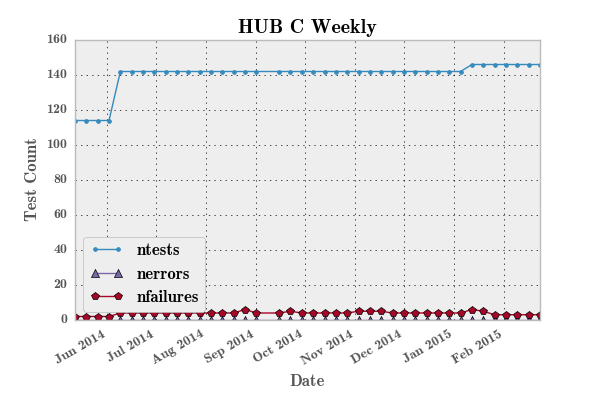 HUB C Weekly
160
140
120
100
80
60
40
20
0
Test Count
ntests
nerrors
nfailures
Jun 2014
Jul 2014
Aug 2014
Sep 2014
Oct 2014
Nov 2014
Dec 2014
Jan 2015
Feb 2015
Date